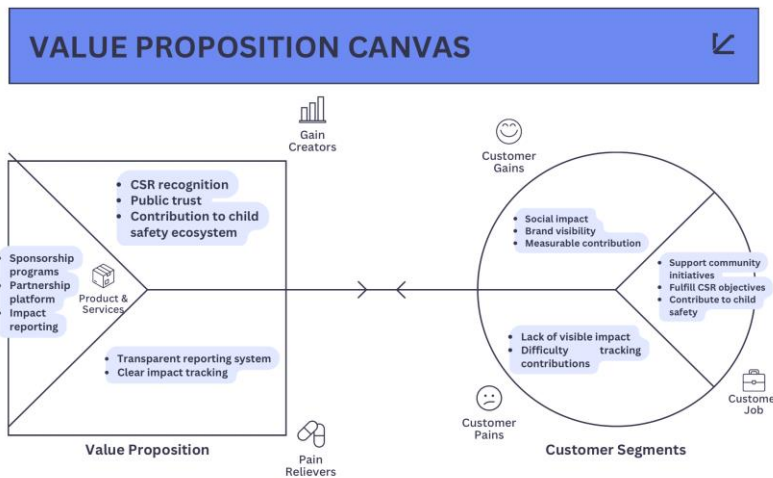 VALUE PROPOSITION CANVAS
Gain
Creators
Customer
Gains
• CSR recognition
• Public trust
• Contribution to child
safety ecosystem
• Sponsorship
programs
• Partnership
platform
• Impact
reporting
Product &
Services
• Transparent reporting system
• Clear impact tracking
• Social impact
• Brand visibility
• Measurable contribution
• Support community
initiatives
• Fulfill CSR objectives
• Contribute to child
safety
• Lack of visible impact
• Difficulty tracking
contributions
Customer
Job
Customer
Pains
Value Proposition
Customer Segments
Pain
Relievers